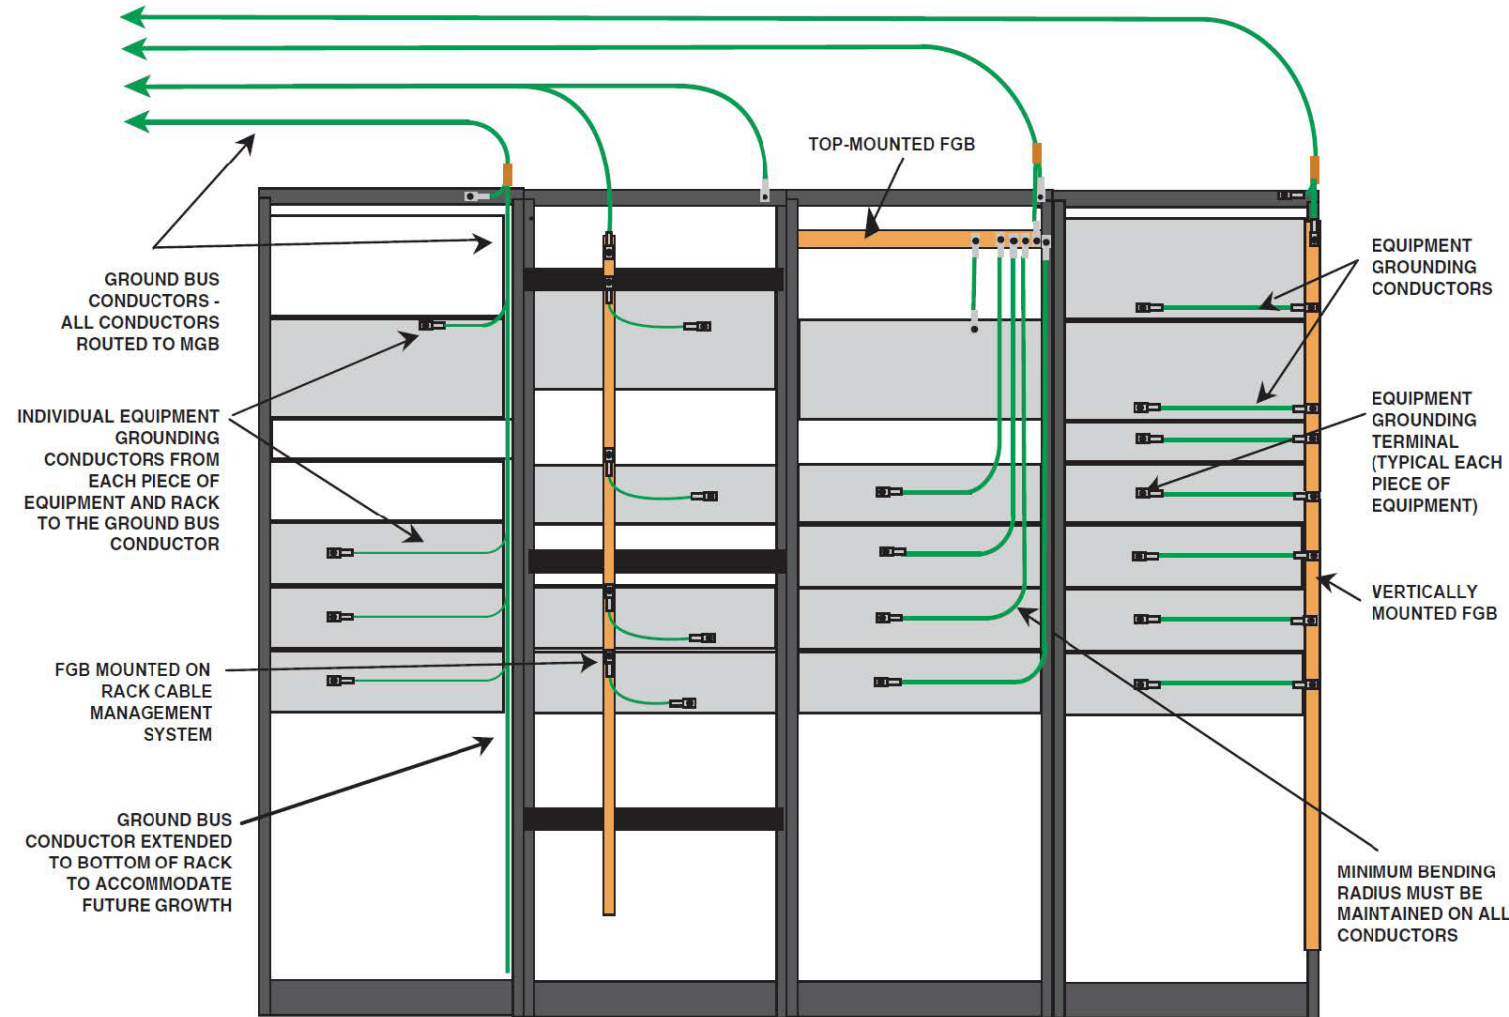 TOP-MOUNTED FGB
GROUND BUS
CONDUCTORS -
ALL CONDUCTORS
ROUTED TO MGB
INDIVIDUAL EQUIPMENT
GROUNDING
CONDUCTORS FROM
EACH PIECE OF
EQUIPMENT AND RACK
TO THE GROUND BUS
CONDUCTOR
FGB MOUNTED ON
RACK CABLE
MANAGEMENT
SYSTEM
GROUND BUS
CONDUCTOR EXTENDED
TO BOTTOM OF RACK
TO ACCOMMODATE
FUTURE GROWTH
EQUIPMENT
GROUNDING
CONDUCTORS
EQUIPMENT
GROUNDING
TERMINAL
(TYPICAL EACH
PIECE OF
EQUIPMENT)
VERTICALLY
MOUNTED FGB
MINIMUM BENDING
RADIUS MUST BE
MAINTAINED ON ALL
CONDUCTORS